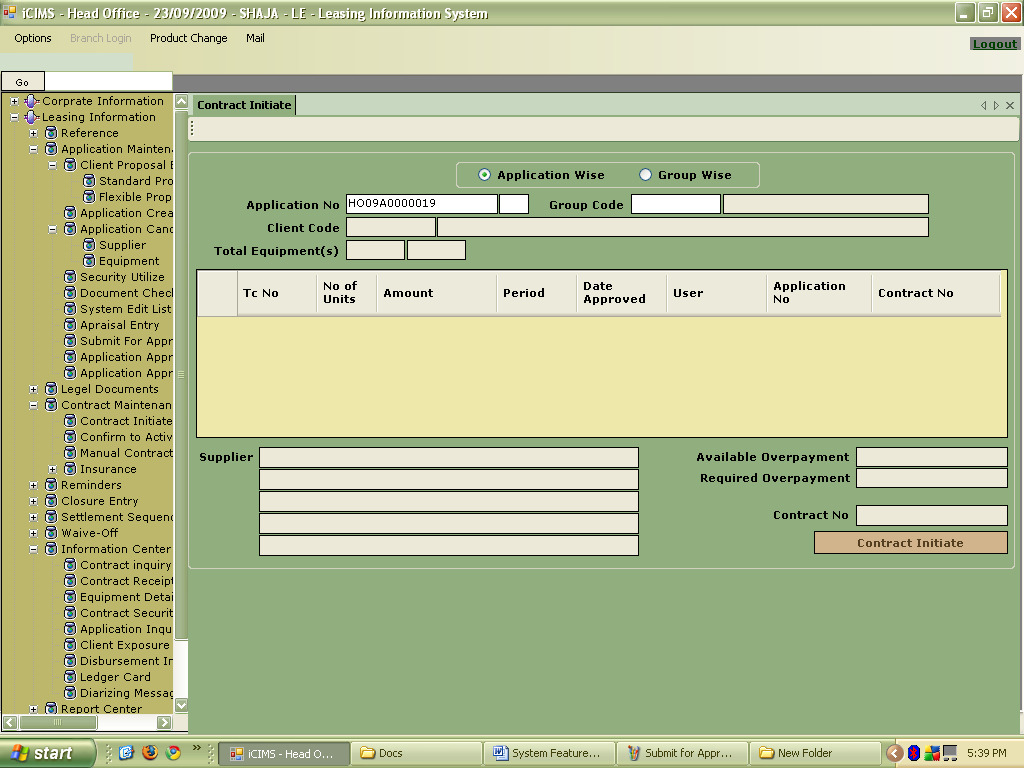 iCIMS - Head Office - 23/09/2009 - SHAJA - LE - Leasing Information System
Options Branch Login Product Change Mail
Logout
Go
Corprate Information
Leasing Information
Reference
Application Mainten
Client Proposal E
Standard Pro
Flexible Prop
Application Crea
Application Canc
Supplier
Equipment
Security Utilize
Document Check
System Edit List
Apraisal Entry
Submit For Appr
Application Appr
Application Appr
Legel Documents
Contract Maintenan
Contract Initiate
Confirm to Activ
Manual Contract
Insurance
Reminders
Closure Entry
Settlement Sequenc
Waive-Off
Information Center
Contract inquiry
Contract Receipt
Equipment Detai
Contract Securit
Application Inqu
Client Exposure
Disbursement In
Ledger Card
Diarizing Messag
Report Center
Contract Initiate
Application Wise Group Wise
Application No HO09A0000019 Group Code
Client Code
Total Equipment(s)
Tc No No of Units Amount Period Date Approved User Application No Contract No
Supplier
Available Overpayment
Required Overpayment
Contract No
Contract Initiate
start iCIMS - Head O... Docs System Feature... Submit for Appr... New Folder 5:39 PM